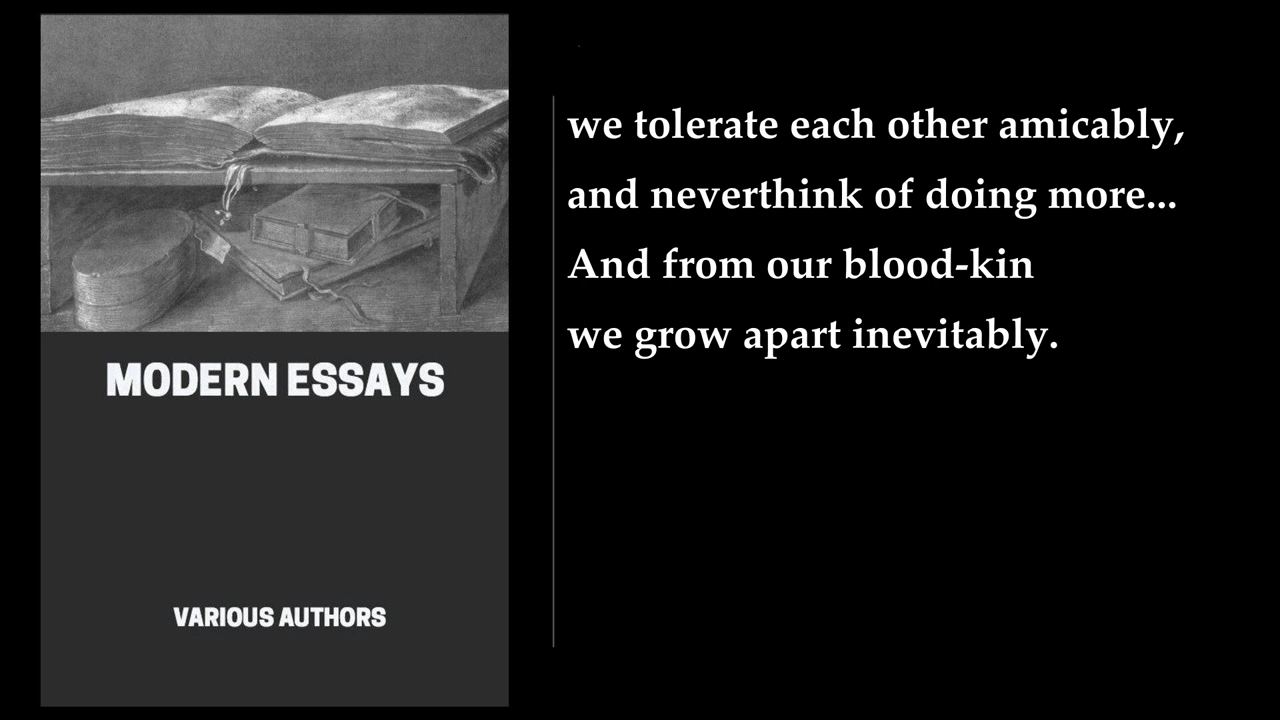 MODERN ESSAYS
VARIOUS AUTHORS
we tolerate each other amicably,
and neverthink of doing more...
And from our blood-kin
we grow apart inevitably.